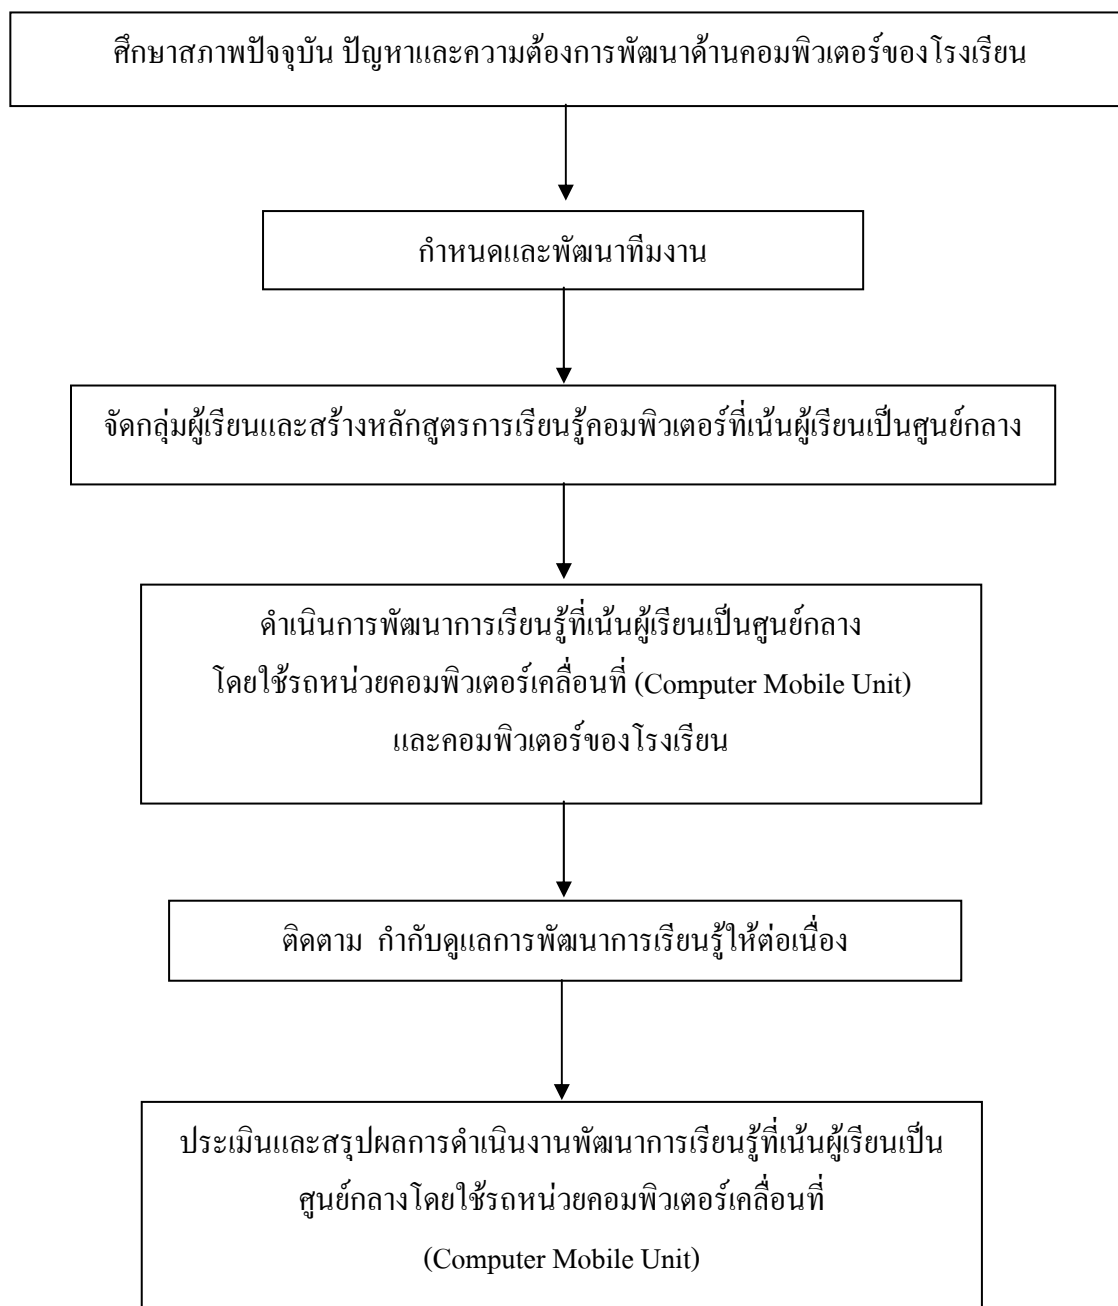 ศึกษาสภาพปัจจุบัน ปัญหาและความต้องการพัฒนาด้านคอมพิวเตอร์ของโรงเรียน
กำหนดและพัฒนาทีมงาน
จัดกลุ่มผู้เรียนและสร้างหลักสูตรการเรียนรู้คอมพิวเตอร์ที่เน้นผู้เรียนเป็นศูนย์กลาง
ดำเนินการพัฒนาการเรียนรู้ที่เน้นผู้เรียนเป็นศูนย์กลาง
โดยใช้รถหน่วยคอมพิวเตอร์เคลื่อนที่ (Computer Mobile Unit)
และคอมพิวเตอร์ของโรงเรียน
ติดตาม กำกับดูแลการพัฒนาการเรียนรู้ให้ต่อเนื่อง
ประเมินและสรุปผลการดำเนินงานพัฒนาการเรียนรู้ที่เน้นผู้เรียนเป็น
ศูนย์กลางโดยใช้รถหน่วยคอมพิวเตอร์เคลื่อนที่
(Computer Mobile Unit)